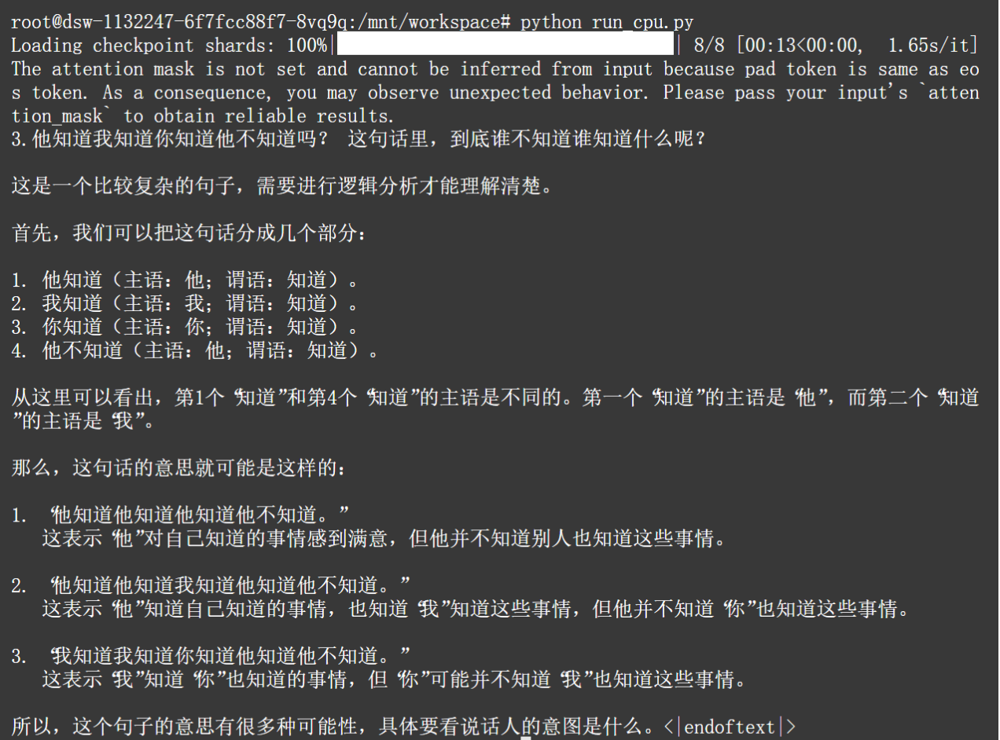 root@dsw-1132247-6f7fcc88f7-8vq9q:/mnt/workspace# python run_cpu.py
Loading checkpoint shards: 100%|| 8/8 [00:13<00:00, 1.65s/it]
The attention mask is not set and cannot be inferred from input because pad token is same as eo
s token. As a consequence, you may observe unexpected behavior. Please pass your input's `atten
tion_mask` to obtain reliable results.
3.他知道我知道你知道他不知道吗? 这句话里，到底谁不知道谁知道什么呢?
这是一个比较复杂的句子，需要进行逻辑分析才能理解清楚。
首先，我们可以把这句话分成几个部分：
1. 他知道（主语：他；谓语：知道）。
2. 我知道（主语：我；谓语：知道）。
3. 你知道（主语：你；谓语：知道）。
4. 他不知道（主语：他；谓语：知道）。
从这里可以看出，第1个“知道”和第4个“知道”的主语是不同的。第一个“知道”的主语是“他”，而第二个“知道
”的主语是“我”。
那么，这句话的意思就可能是这样的：
1. “他知道他知道他知道他不知道。”
这表示“他”对自己知道的事情感到满意，但他并不知道别人也知道这些事情。
2. “他知道他知道我知道他知道他不知道。”
这表示“他”知道自己知道的事情，也知道“我”知道这些事情，但他并不知道“你”也知道这些事情。
3. “我知道我知道你知道他知道他不知道。”
这表示“我”知道“你”也知道的事情，但“你”可能并不知道“我”也知道这些事情。
所以，这个句子的意思有很多种可能性，具体要看说话人的意图是什么。<|endoftext|>